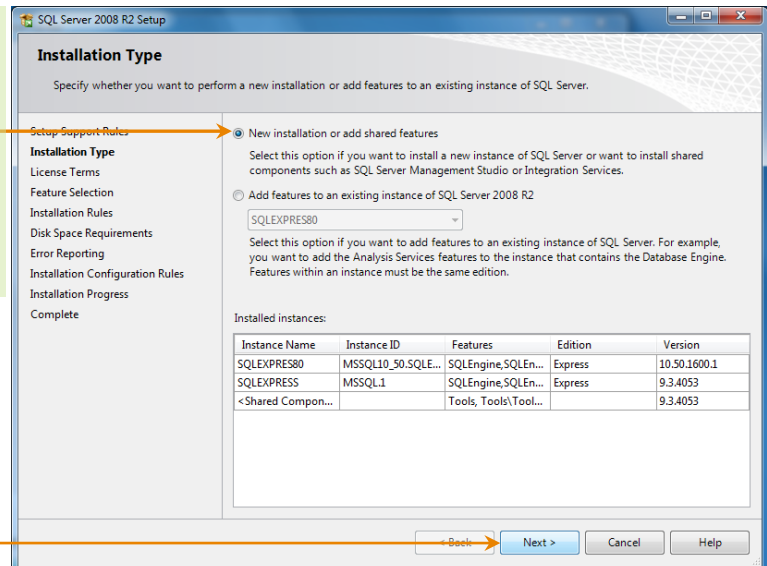 SQL Server 2008 R2 Setup
Installation Type
Specify whether you want to perform a new installation or add features to an existing instance of SQL Server.
Setup Support Rules
Installation Type
License Terms
Feature Selection
Installation Rules
Disk Space Requirements
Error Reporting
Installation Configuration Rules
Installation Progress
Complete
New installation or add shared features
Select this option if you want to install a new instance of SQL Server or want to install shared
components such as SQL Server Management Studio or Integration Services.
Add features to an existing instance of SQL Server 2008 R2
SQLEXPRES80
Select this option if you want to add features to an existing instance of SQL Server. For example,
you want to add the Analysis Services features to the instance that contains the Database Engine.
Features within an instance must be the same edition.
Installed instances:
Instance Name Instance ID Features Edition Version
SQLEXPRES80 MSSQL10_50.SQLE... SQLEngine,SQLEn... Express 10.50.1600.1
SQLEXPRESS MSSQL.1 SQLEngine,SQLEn... Express 9.3.4053
<Shared Compon... Tools, Tools\Tool... 9.3.4053
< Back Next > Cancel Help